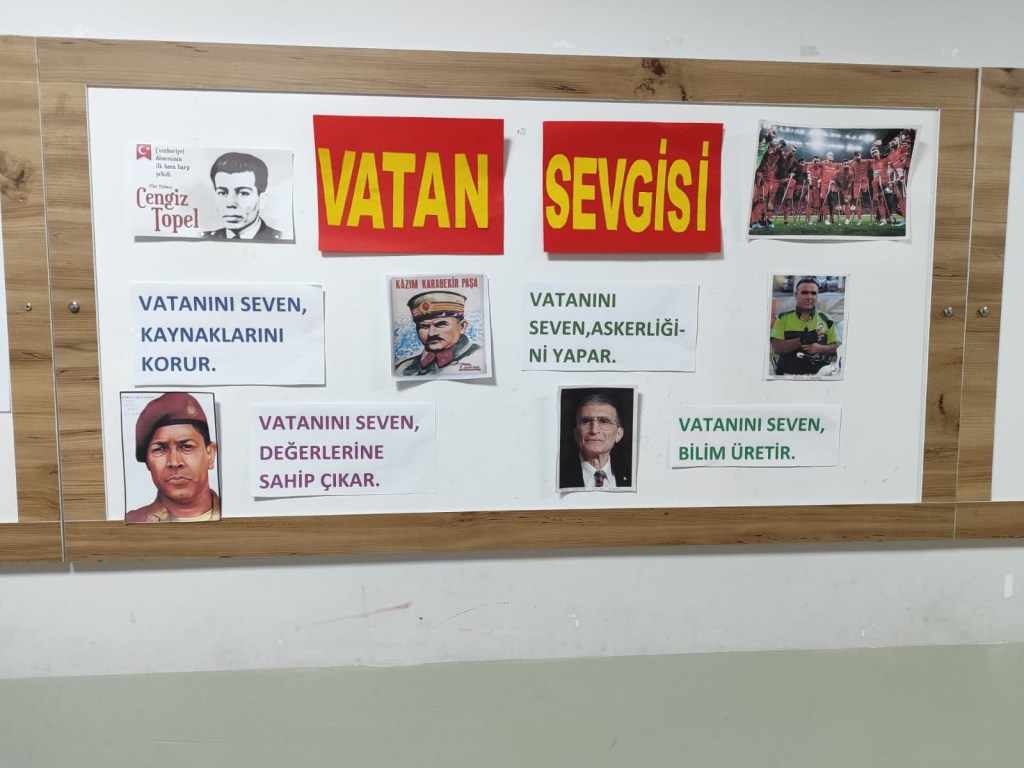 Cumhuriyet
döneminin
ilk hava harp
şehidi
Cengiz
Topel
VATAN
SEVGİSİ
VATANINI SEVEN,
KAYNAKLARINI
KORUR.
KÂZIM KARABEKİR PAŞA
VATANINI
SEVEN,ASKERLİĞİ-
Nİ YAPAR.
VATANINI SEVEN,
DEĞERLERİNE
SAHİP ÇIKAR.
VATANINI SEVEN,
BİLİM ÜRETİR.